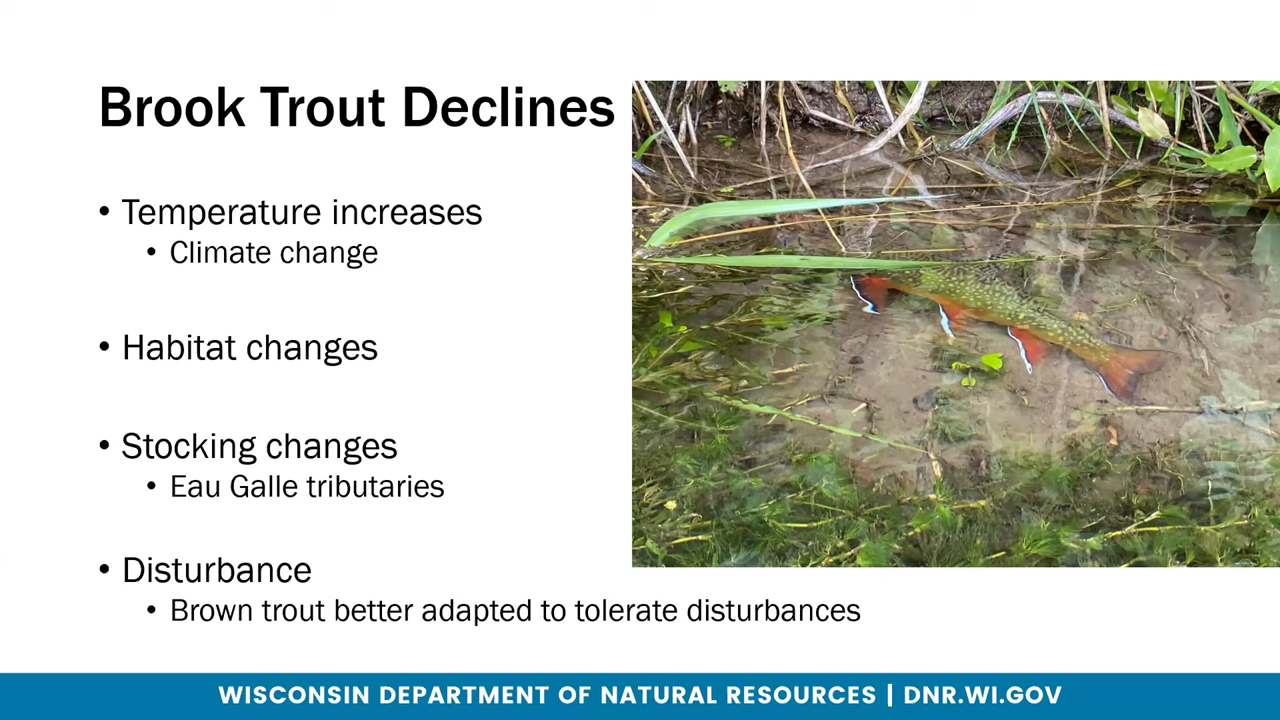 Brook Trout Declines
• Temperature increases
• Climate change
• Habitat changes
• Stocking changes
• Eau Galle tributaries
• Disturbance
• Brown trout better adapted to tolerate disturbances
WISCONSIN DEPARTMENT OF NATURAL RESOURCES | DNR.WI.GOV